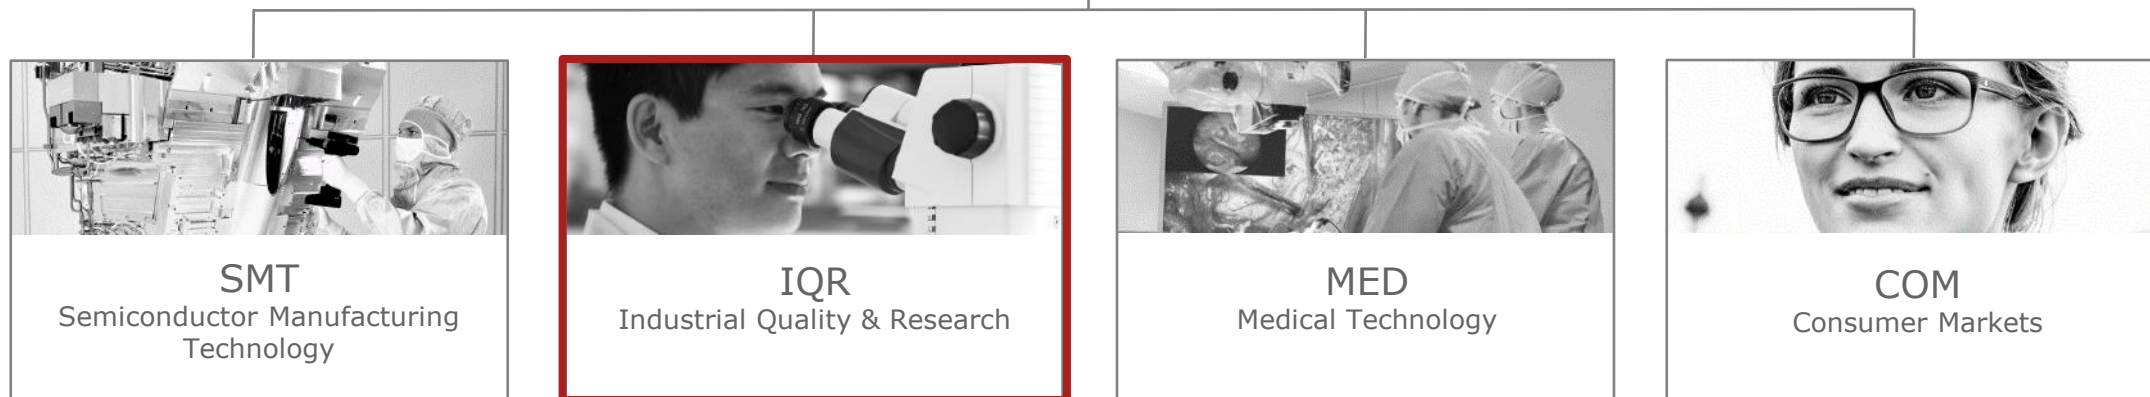 SMT
Semiconductor Manufacturing
Technology
IQR
Industrial Quality & Research
MED
Medical Technology
COM
Consumer Markets